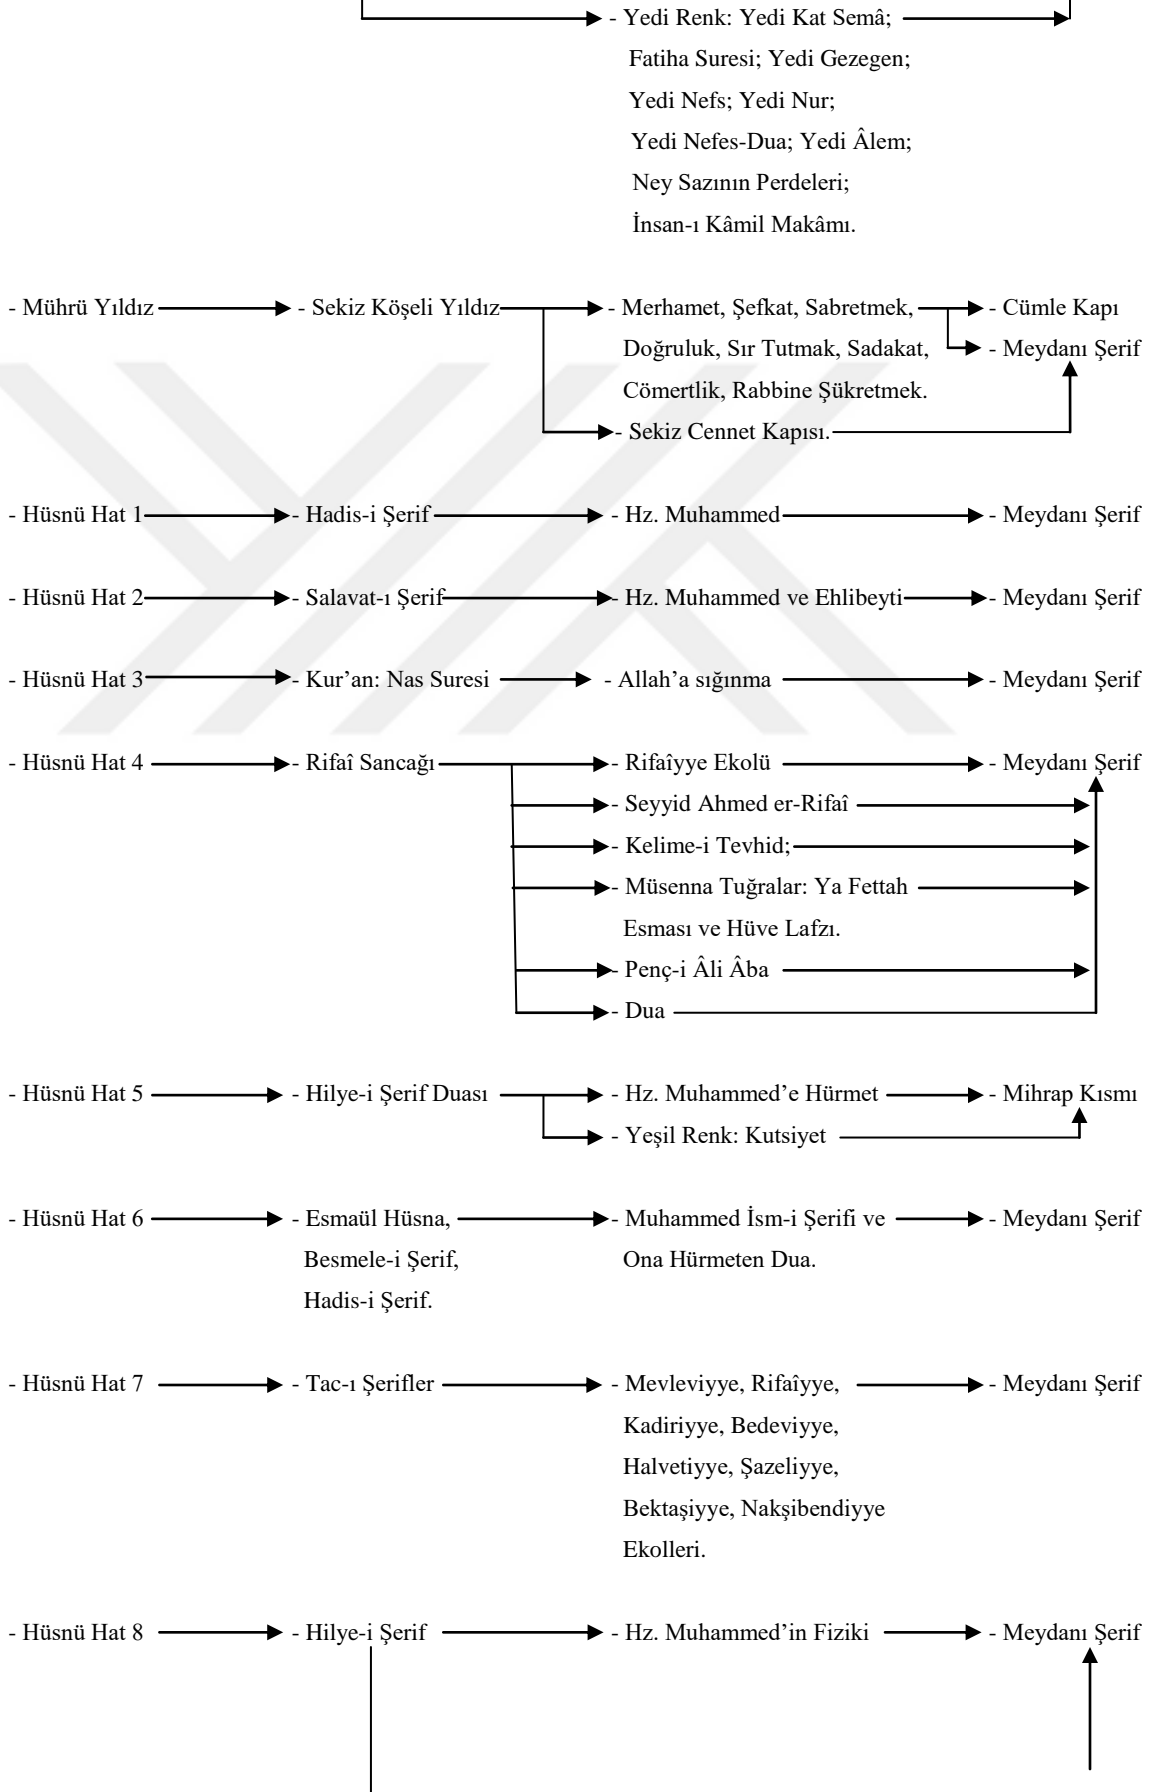 - Yedi Renk: Yedi Kat Semâ;
Fatiha Suresi; Yedi Gezegen;
Yedi Nefs; Yedi Nur;
Yedi Nefes-Dua; Yedi Âlem;
Ney Sazının Perdeleri;
İnsan-ı Kâmil Makâmı.
- Mührü Yıldız - Sekiz Köşeli Yıldız - Merhamet, Şefkat, Sabretmek, - Cümle Kapı
Doğruluk, Sır Tutmak, Sadakat, - Meydanı Şerif
Cömertlik, Rabbine Şükretmek.
- Sekiz Cennet Kapısı.
- Hüsnü Hat 1 - Hadis-i Şerif - Hz. Muhammed - Meydanı Şerif
- Hüsnü Hat 2 - Salavat-ı Şerif - Hz. Muhammed ve Ehlibeyti - Meydanı Şerif
- Hüsnü Hat 3 - Kur’an: Nas Suresi - Allah’a sığınma - Meydanı Şerif
- Hüsnü Hat 4 - Rifaî Sancağı - Rifaîyye Ekolü - Meydanı Şerif
- Seyyid Ahmed er-Rifaî
- Kelime-i Tevhid;
- Müsenna Tuğralar: Ya Fettah
Esması ve Hüve Lafzı.
- Penç-i Âli Âba
- Dua
- Hüsnü Hat 5 - Hilye-i Şerif Duası - Hz. Muhammed’e Hürmet - Mihrap Kısmı
- Yeşil Renk: Kutsiyet
- Hüsnü Hat 6 - Esmaül Hüsna, - Muhammed İsm-i Şerifi ve - Meydanı Şerif
Besmele-i Şerif, Ona Hürmeten Dua.
Hadis-i Şerif.
- Hüsnü Hat 7 - Tac-ı Şerifler - Mevleviyye, Rifaîyye, - Meydanı Şerif
Kadiriyye, Bedeviyye,
Halvetiyye, Şazeliyye,
Bektaşiyye, Nakşibendiyye
Ekolleri.
- Hüsnü Hat 8 - Hilye-i Şerif - Hz. Muhammed’in Fiziki - Meydanı Şerif